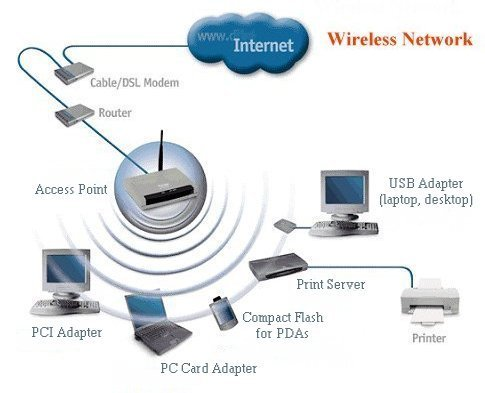 www.
Internet
Wireless Network
Cable/DSL Modem
Router
Access Point
USB Adapter
(laptop, desktop)
Print Server
PCI Adapter
Compact Flash
for PDAs
Printer
PC Card Adapter